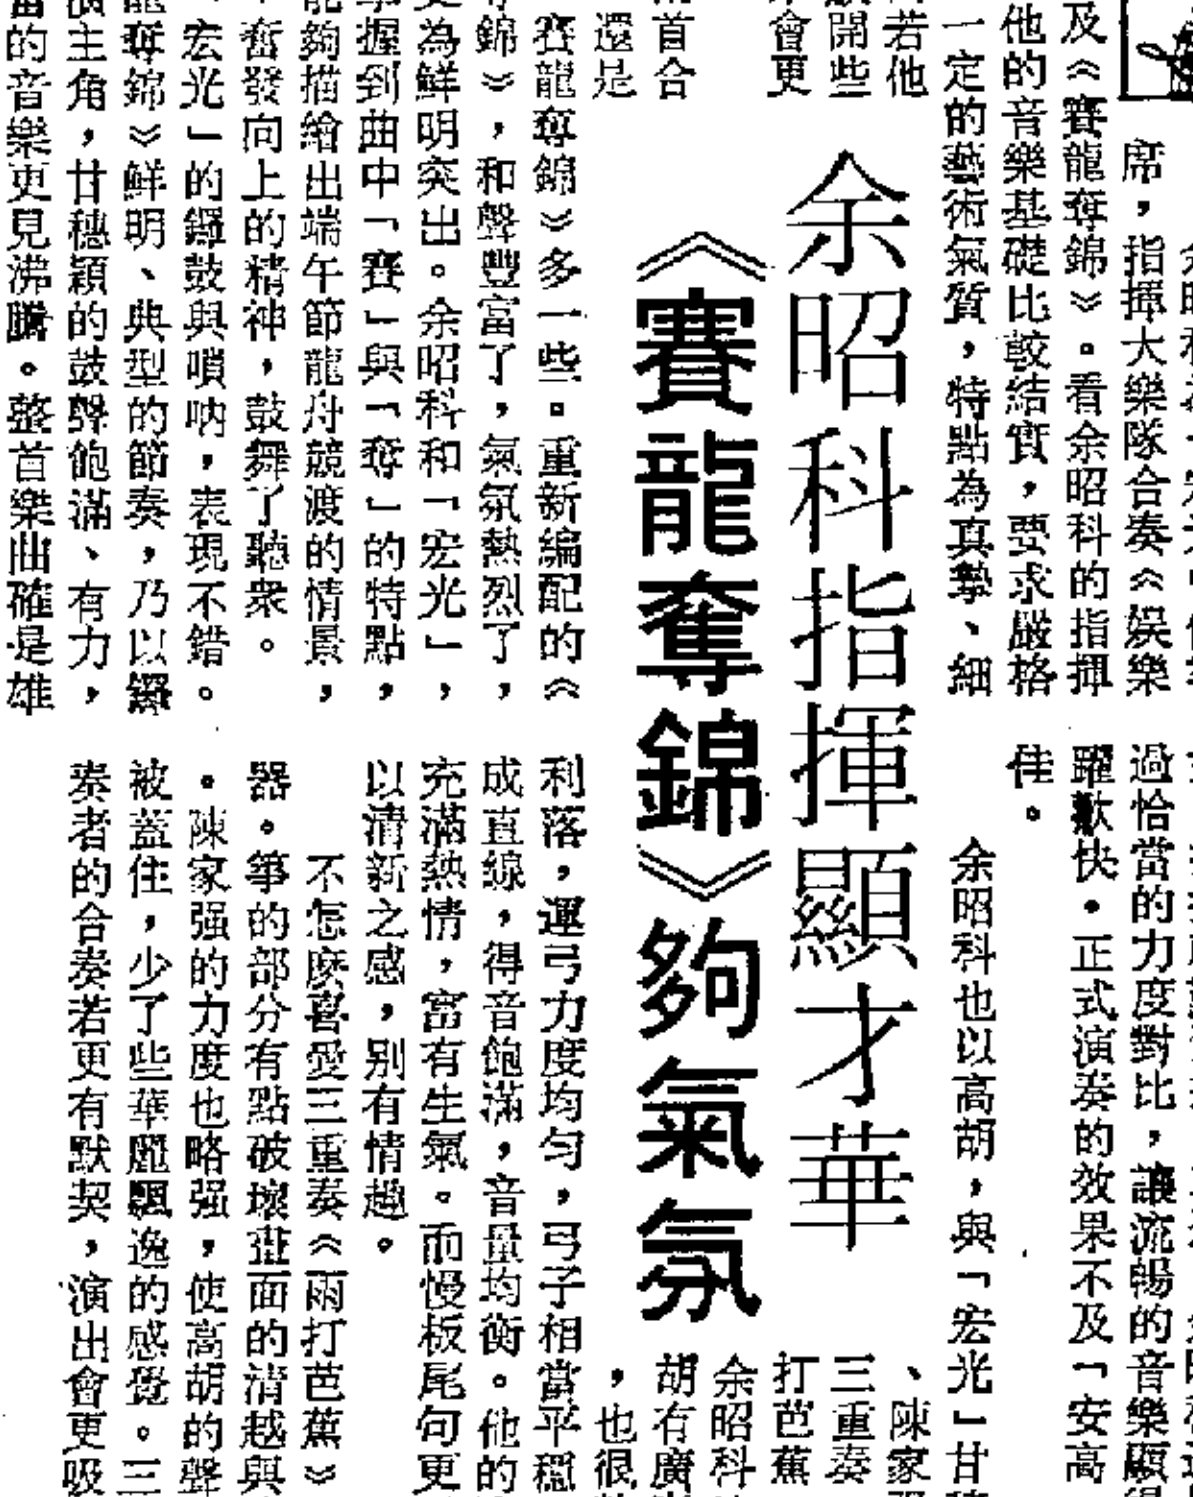 席，指揮大樂隊合奏《娛樂
及《賽龍奪錦》。看余昭科的指揮
他的音樂基礎比較結實，要求嚴格
一定的藝術氣質，特點為真摯、細
若他
開些
會更
余昭科指揮顯才華
《賽龍奪錦》夠氣氛
首合
還是
賽龍奪錦》多一些。重新編配的《
錦》，和聲豐富了，氣氛熱烈了，
為鮮明突出。余昭科和「宏光」，
握到曲中「賽」與「奪」的特點，
能夠描繪出端午節龍舟競渡的情景，
奮發向上的精神，鼓舞了聽衆。
宏光」的鑼鼓與嗩吶，表現不錯。
奪錦》鮮明、典型的節奏，乃以鑼
主角，甘穗穎的鼓聲飽滿、有力，
的音樂更見沸騰。整首樂曲確是雄
過恰當的力度對比，讓流暢的音樂顯得
躍歡快。正式演奏的效果不及「安高
佳。
余昭科也以高胡，與「宏光」甘
、陳家
三重奏
打芭蕉
余昭科
胡有廣
，也很
利落，運弓力度均勻，弓子相當平穩
成直線，得音飽滿，音量均衡。他的
充滿熱情，富有生氣。而慢板尾句更
以清新之感，别有情趣。
不怎麽喜愛三重奏《雨打芭蕉》
器。箏的部分有點破壞畫面的清越與
。陳家强的力度也略强，使高胡的聲
被蓋住，少了些華麗飄逸的感覺。三
奏者的合奏若更有默契，演出會更吸